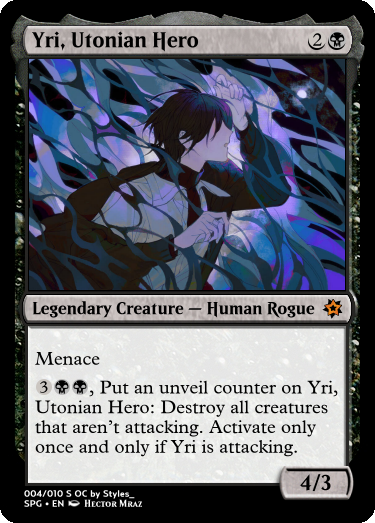 Yri, Utonian Hero 2
Legendary Creature — Human Rogue
Menace
3, Put an unveil counter on Yri,
Utonian Hero: Destroy all creatures
that aren't attacking. Activate only
once and only if Yri is attacking.
4/3
004/010 S OC by Styles_
SPG • EN Hector Mraz